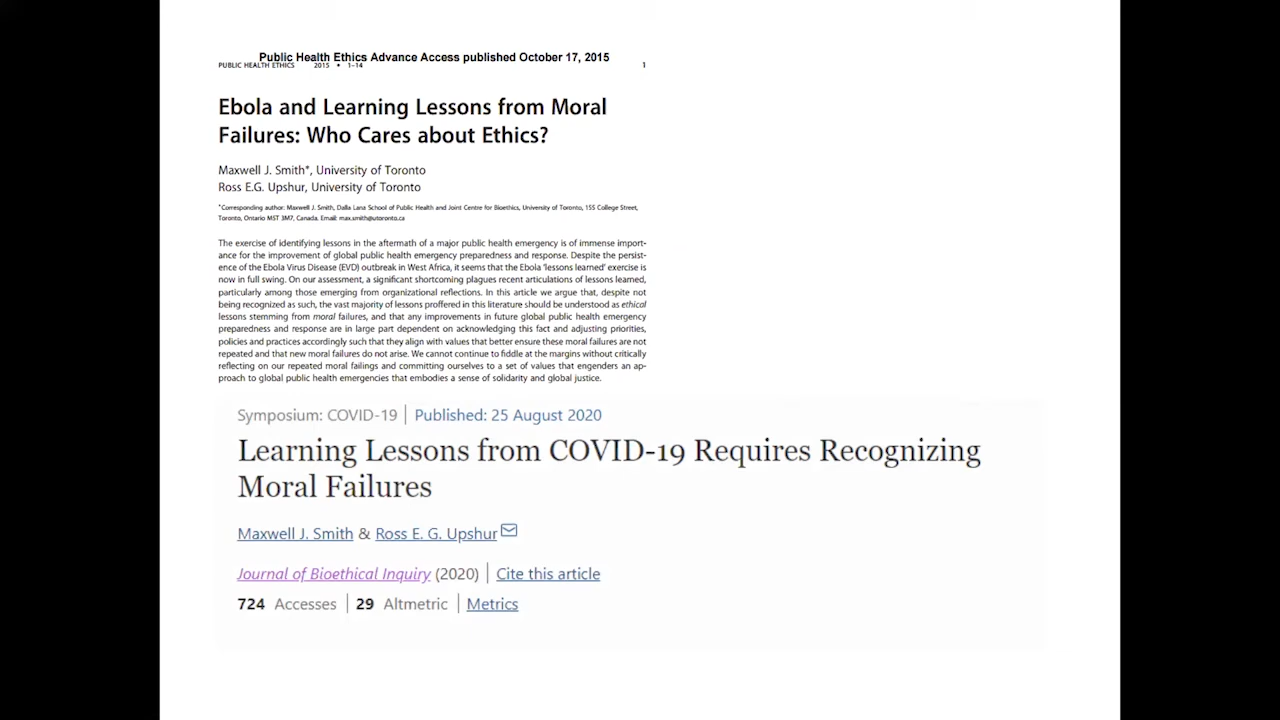 Public Health Ethics Advance Access published October 17, 2015
PUBLIC HEALTH ETHICS 2015 • 1–14 1
Ebola and Learning Lessons from Moral
Failures: Who Cares about Ethics?
Maxwell J. Smith*, University of Toronto
Ross E.G. Upshur, University of Toronto
*Corresponding author: Maxwell J. Smith, Dalla Lana School of Public Health and Joint Centre for Bioethics, University of Toronto, 155 College Street,
Toronto, Ontario M5T 3M7, Canada. Email: max.smith@utoronto.ca
The exercise of identifying lessons in the aftermath of a major public health emergency is of immense import-
ance for the improvement of global public health emergency preparedness and response. Despite the persist-
ence of the Ebola Virus Disease (EVD) outbreak in West Africa, it seems that the Ebola ‘lessons learned’ exercise is
now in full swing. On our assessment, a significant shortcoming plagues recent articulations of lessons learned,
particularly among those emerging from organizational reflections. In this article we argue that, despite not
being recognized as such, the vast majority of lessons proffered in this literature should be understood as ethical
lessons stemming from moral failures, and that any improvements in future global public health emergency
preparedness and response are in large part dependent on acknowledging this fact and adjusting priorities,
policies and practices accordingly such that they align with values that better ensure these moral failures are not
repeated and that new moral failures do not arise. We cannot continue to fiddle at the margins without critically
reflecting on our repeated moral failings and committing ourselves to a set of values that engenders an ap-
proach to global public health emergencies that embodies a sense of solidarity and global justice.
Symposium: COVID-19 | Published: 25 August 2020
Learning Lessons from COVID-19 Requires Recognizing
Moral Failures
Maxwell J. Smith & Ross E. G. Upshur
Journal of Bioethical Inquiry (2020) | Cite this article
724 Accesses | 29 Altmetric | Metrics